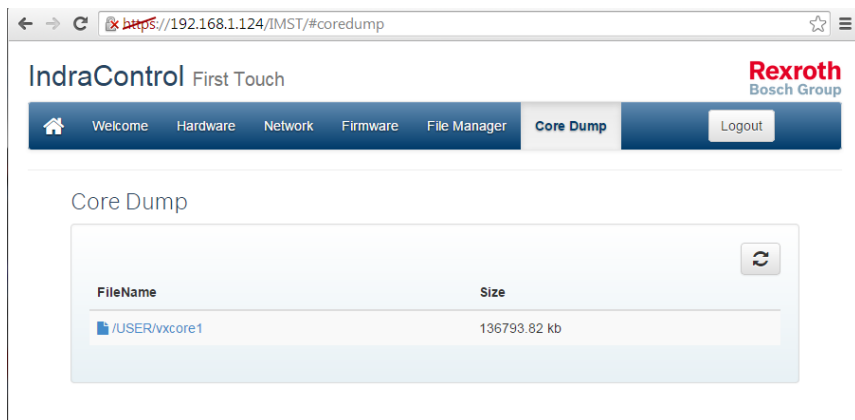 https://192.168.1.124/IMST/#coredump
IndraControl First Touch
Rexroth
Bosch Group
Welcome Hardware Network Firmware File Manager Core Dump Logout
Core Dump
FileName Size
/USER/vxcore1 136793.82 kb